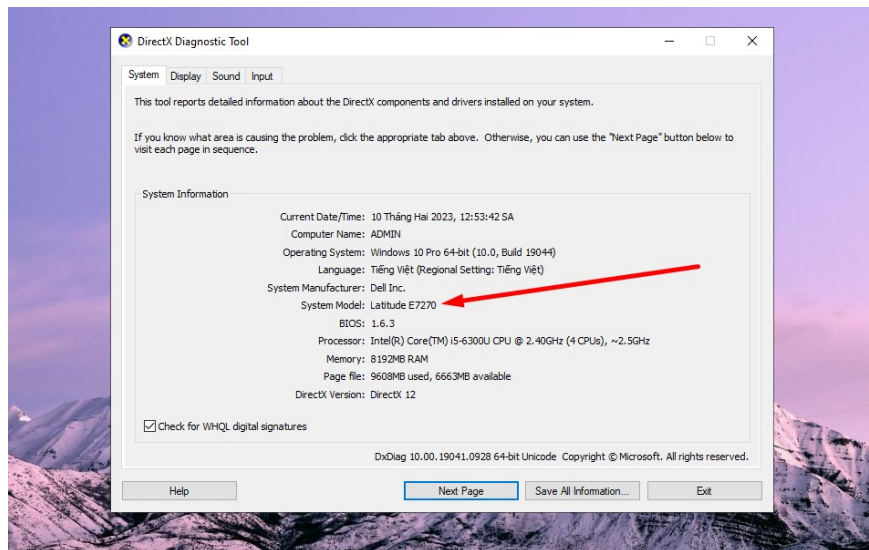 DirectX Diagnostic Tool
System Display Sound Input
This tool reports detailed information about the DirectX components and drivers installed on your system.
If you know what area is causing the problem, click the appropriate tab above. Otherwise, you can use the "Next Page" button below to
visit each page in sequence.
System Information
Current Date/Time: 10 Tháng Hai 2023, 12:53:42 SA
Computer Name: ADMIN
Operating System: Windows 10 Pro 64-bit (10.0, Build 19044)
Language: Tiếng Việt (Regional Setting: Tiếng Việt)
System Manufacturer: Dell Inc.
System Model: Latitude E7270
BIOS: 1.6.3
Processor: Intel(R) Core(TM) i5-6300U CPU @ 2.40GHz (4 CPUs), ~2.5GHz
Memory: 8192MB RAM
Page file: 9608MB used, 6663MB available
DirectX Version: DirectX 12
Check for WHQL digital signatures
DxDiag 10.00.19041.0928 64-bit Unicode Copyright © Microsoft. All rights reserved.
Help Next Page Save All Information... Exit